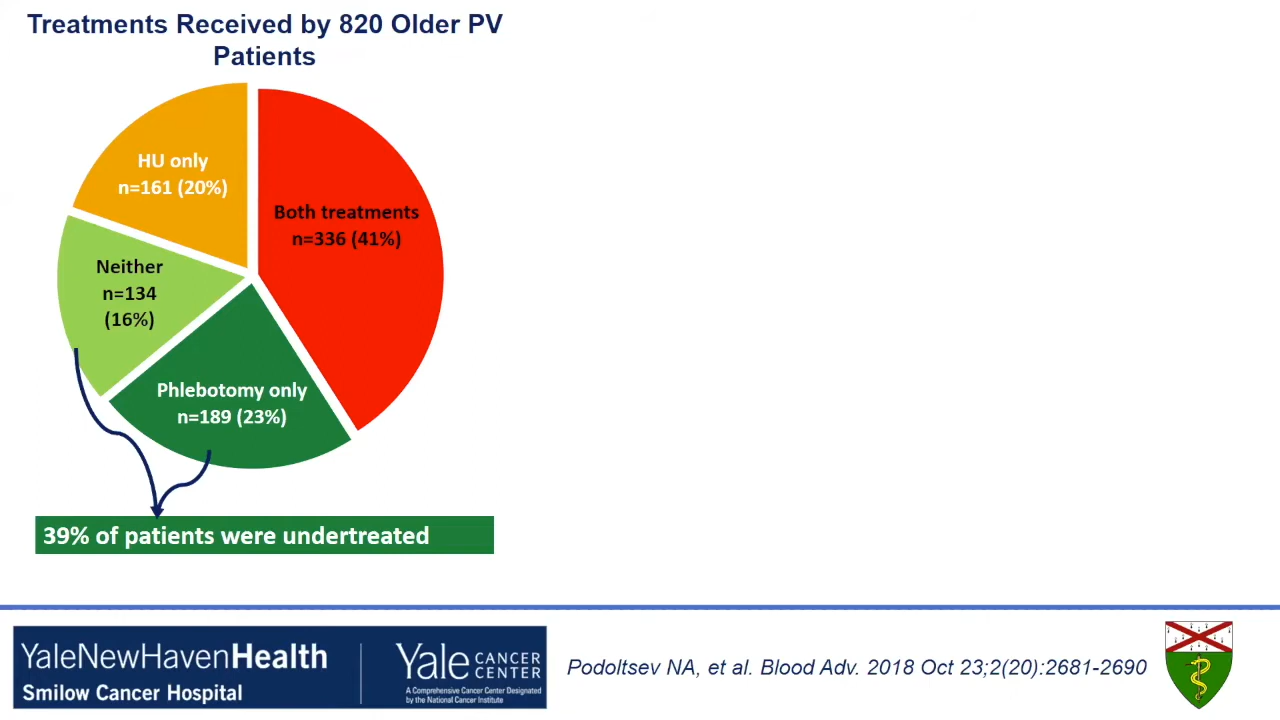 Treatments Received by 820 Older PV
Patients
HU only
n=161 (20%)
Both treatments
n=336 (41%)
Neither
n=134
(16%)
Phlebotomy only
n=189 (23%)
39% of patients were undertreated
YaleNewHavenHealth
Smilow Cancer Hospital
Yale CANCER
CENTER
A Comprehensive Cancer Center Designated
by the National Cancer Institute
Podoltsev NA, et al. Blood Adv. 2018 Oct 23;2(20):2681-2690